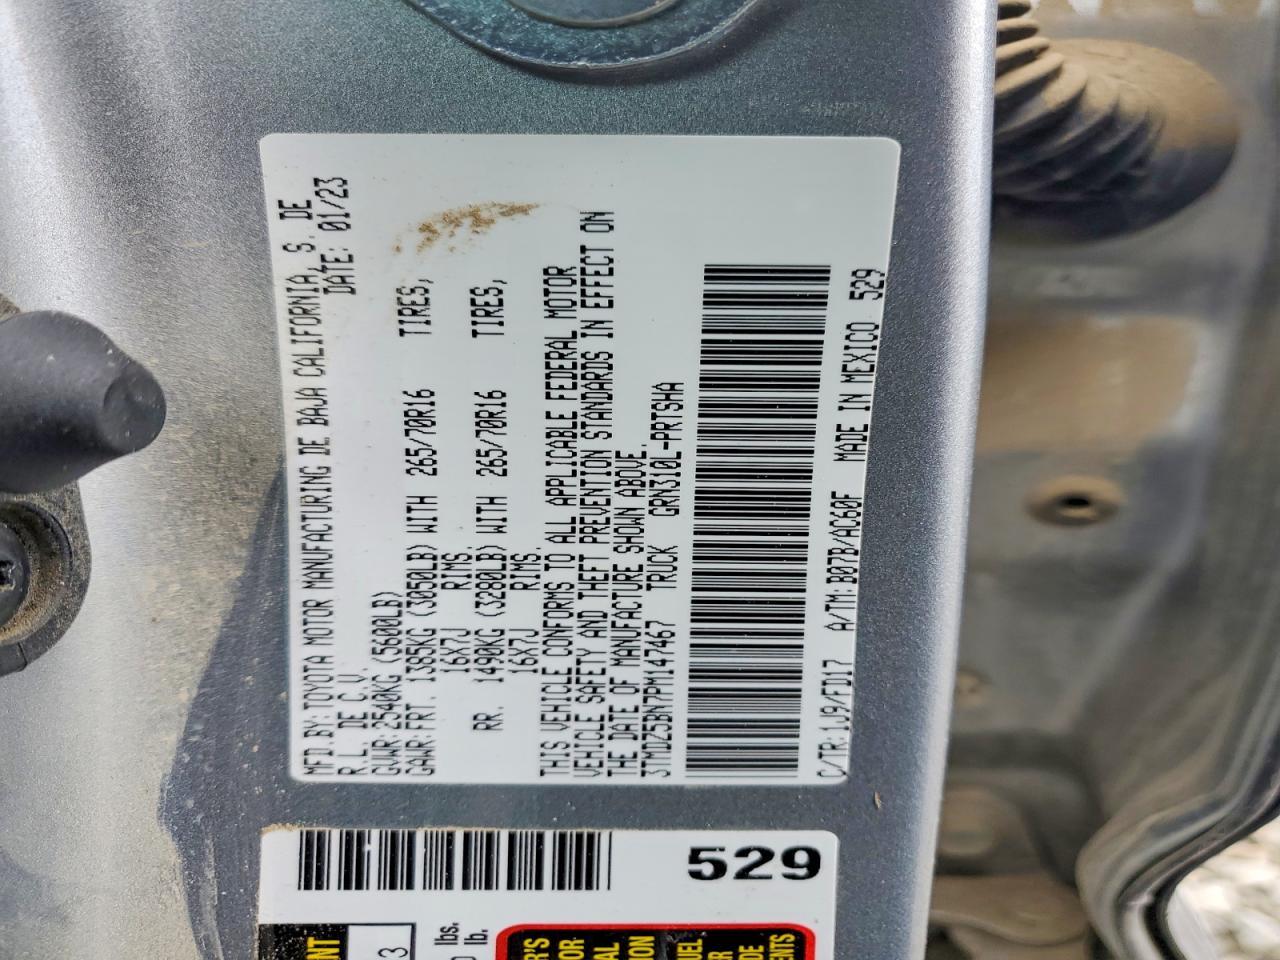 MFD.BY:TOYOTA MOTOR MANUFACTURING DE BAJA CALIFORNIA, S. DE
R.L. DE C.V. DATE: 01/23
GVWR:2540KG (5600LB)
GAWR:FRT. 1385KG (3050LB) WITH 265/70R16 TIRES,
16X7J RIMS.
RR. 1490KG (3280LB) WITH 265/70R16 TIRES,
16X7J RIMS.
THIS VEHICLE CONFORMS TO ALL APPLICABLE FEDERAL MOTOR
VEHICLE SAFETY AND THEFT PREVENTION STANDARDS IN EFFECT ON
THE DATE OF MANUFACTURE SHOWN ABOVE.
3TMDZ5BN7PM147467 TRUCK GRN310L-PRTSHA
C/TR:1J9/FD17 A/TM:B07B/AC60F MADE IN MEXICO 529
529
lbs.
lb.
3